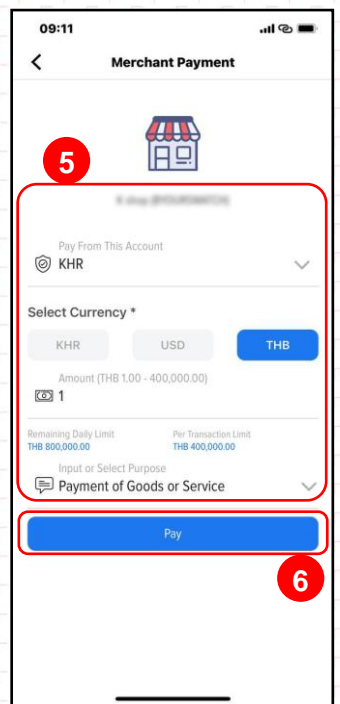 09:11
Merchant Payment
5
Pay From This Account
KHR
Select Currency *
KHR USD THB
Amount (THB 1.00 - 400,000.00)
1
Remaining Daily Limit Per Transaction Limit
THB 800,000.00 THB 400,000.00
Input or Select Purpose
Payment of Goods or Service
Pay
6